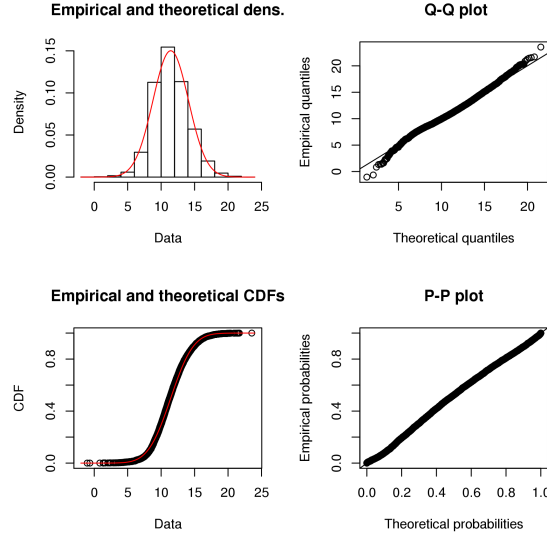 Empirical and theoretical dens.
Density
0.00 0.05 0.10 0.15
0 5 10 15 20 25
Data
Q-Q plot
Empirical quantiles
0 5 10 15 20
5 10 15 20
Theoretical quantiles
Empirical and theoretical CDFs
CDF
0.0 0.4 0.8
0 5 10 15 20 25
Data
P-P plot
Empirical probabilities
0.0 0.4 0.8
0.0 0.2 0.4 0.6 0.8 1.0
Theoretical probabilities